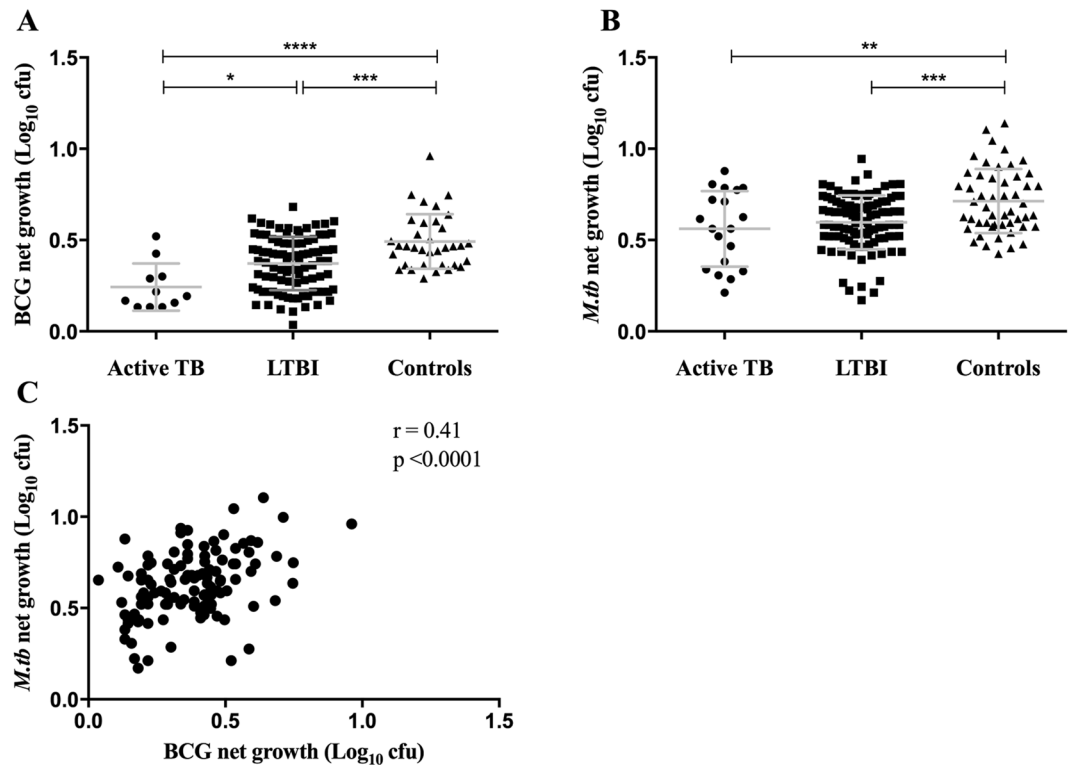 A
BCG net growth (Log10 cfu)
1.5
1.0
0.5
0.0
****
*
***
Active TB
LTBI
Controls
B
M.tb net growth (Log10 cfu)
1.5
1.0
0.5
0.0
**
***
Active TB
LTBI
Controls
C
M.tb net growth (Log10 cfu)
1.5
1.0
0.5
0.0
r = 0.41
p <0.0001
0.0 0.5 1.0 1.5
BCG net growth (Log10 cfu)